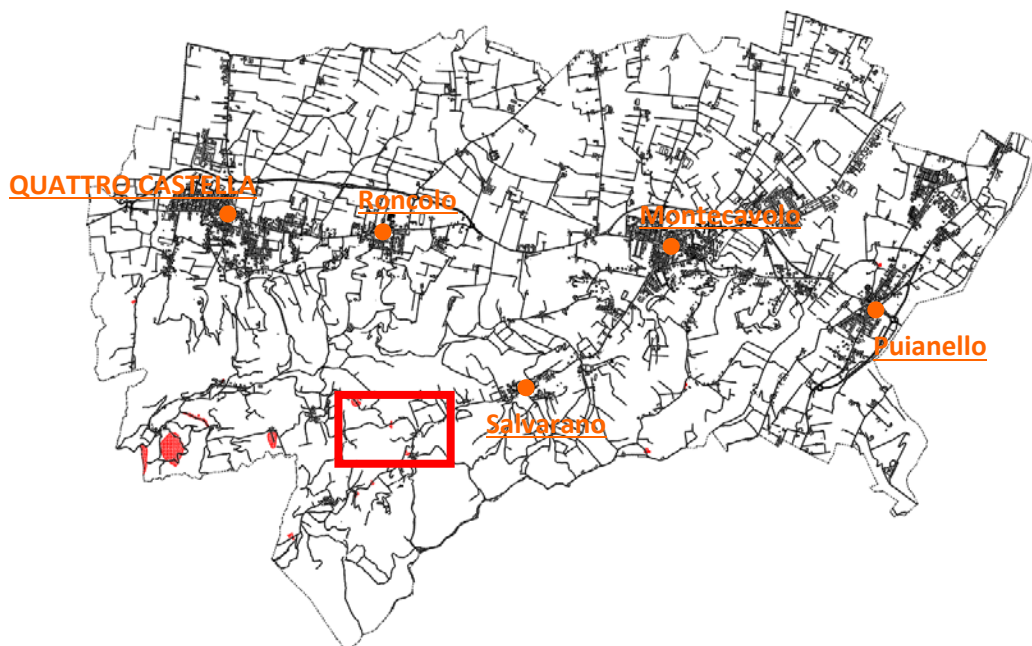 QUATTRO CASTELLA
Roncolo
Montecavolo
Puianello
Salvarano